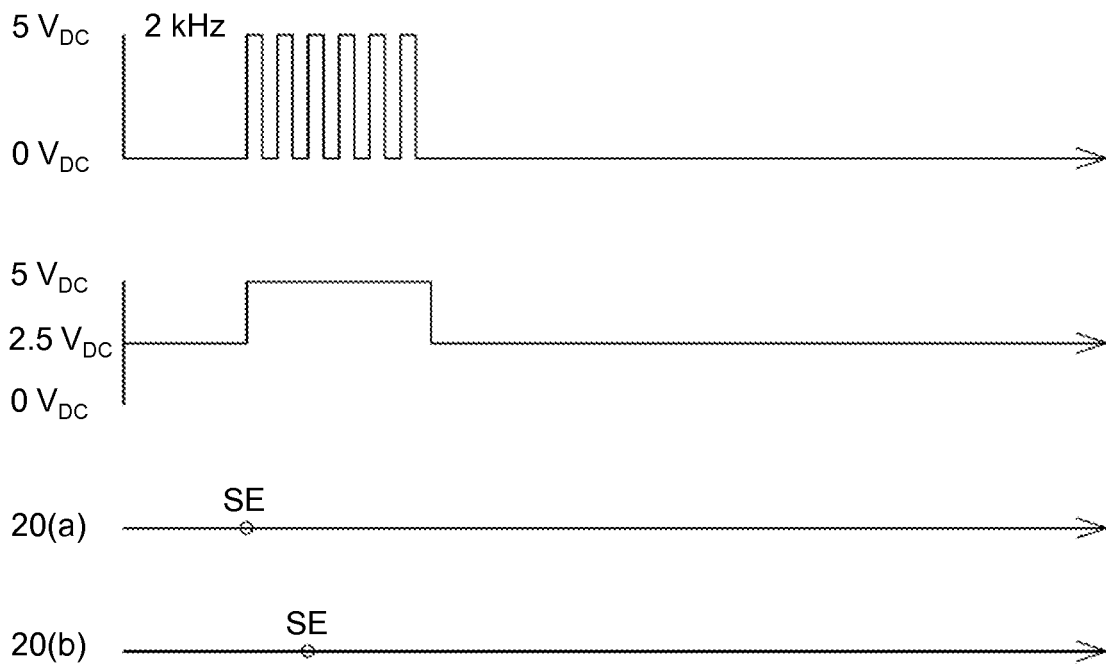 5 V_DC 2 kHz
0 V_DC
5 V_DC
2.5 V_DC
0 V_DC
SE
20(a)
SE
20(b)